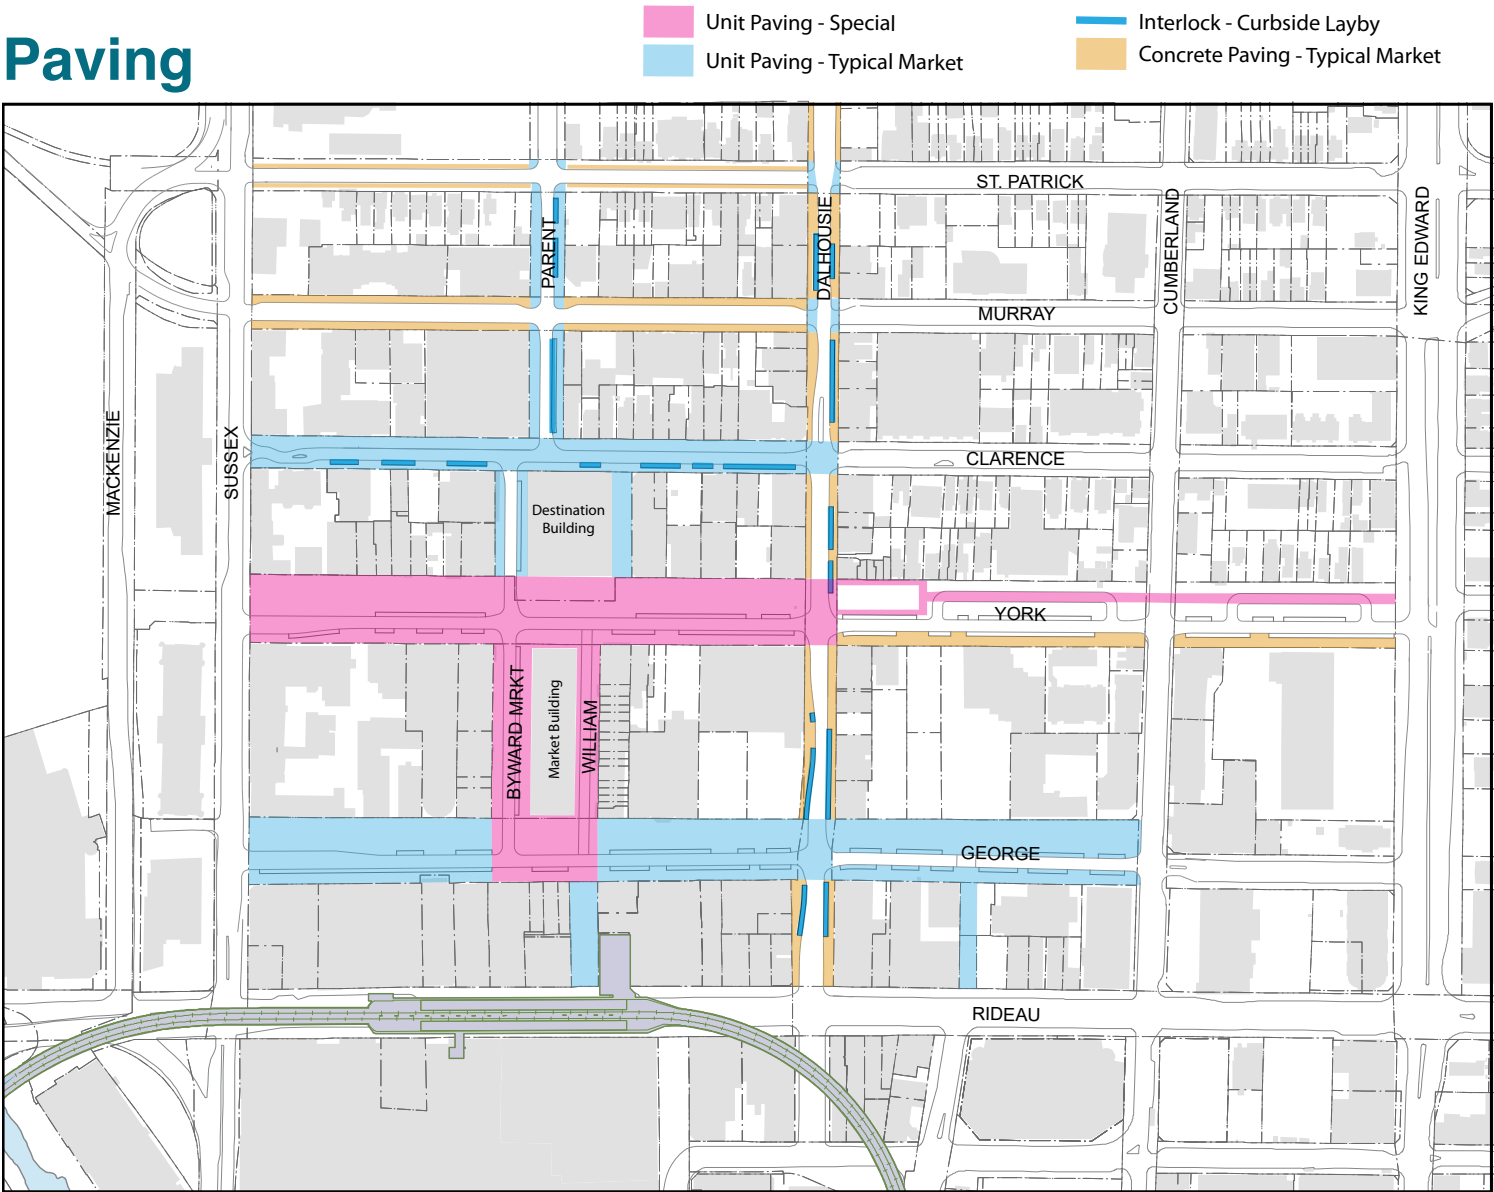 Paving
Unit Paving - Special
Unit Paving - Typical Market
Interlock - Curbside Layby
Concrete Paving - Typical Market
ST. PATRICK
PARENT
DALHOUSIE
CUMBERLAND
KING EDWARD
MURRAY
MACKENZIE
SUSSEX
CLARENCE
Destination
Building
YORK
BYWARD MRKT
Market Building
WILLIAM
GEORGE
RIDEAU